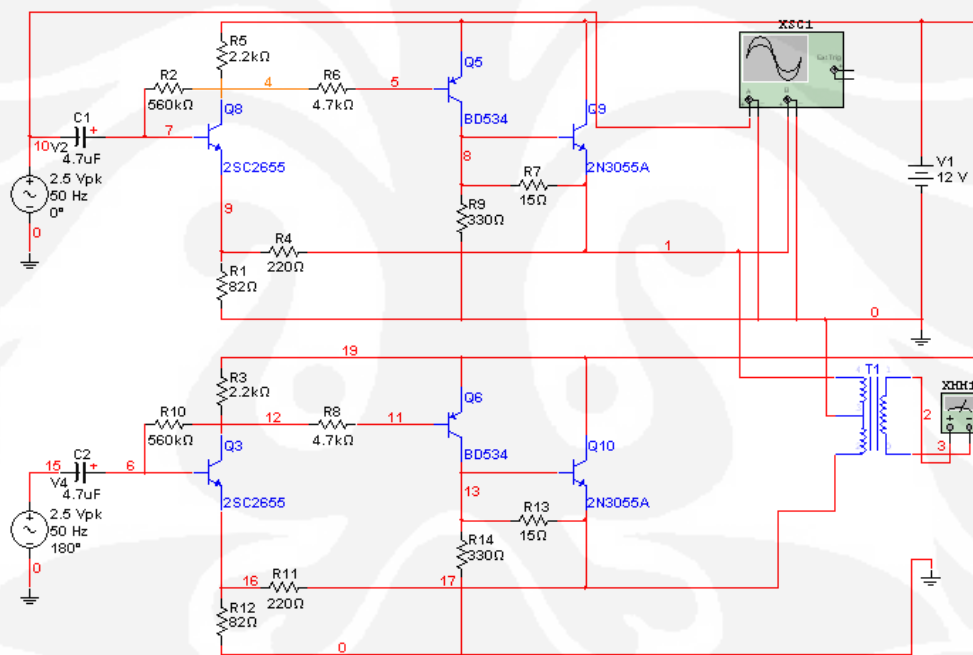 XSC1
R5
2.2kΩ
R2
560kΩ
4
R6
4.7kΩ
5
Q5
BD534
Q8
2SC2655
Q9
2N3055A
C1
+
4.7uF
10
7
V2
2.5 Vpk
50 Hz
0°
0
8
R7
15Ω
R9
330Ω
9
R4
220Ω
1
R1
82Ω
0
A
B
V1
12 V
19
R3
2.2kΩ
R10
560kΩ
12
R8
4.7kΩ
11
Q6
BD534
Q3
2SC2655
Q10
2N3055A
C2
+
4.7uF
15
6
V4
2.5 Vpk
50 Hz
180°
0
13
R13
15Ω
R14
330Ω
16
R11
220Ω
17
R12
82Ω
0
T1
2
3
XMM1